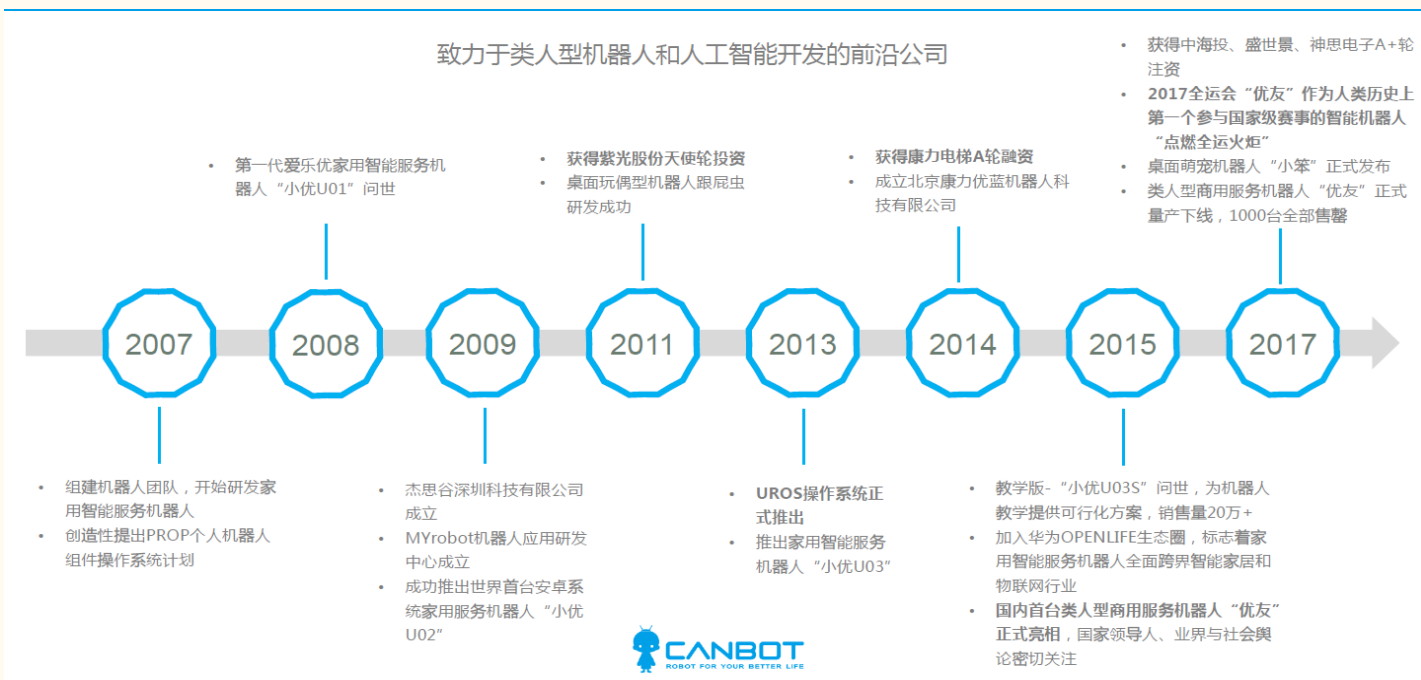 致力于类人型机器人和人工智能开发的前沿公司
• 第一代爱乐优家用智能服务机
器人“小优U01”问世
• 获得紫光股份天使轮投资
• 桌面玩偶型机器人跟屁虫
研发成功
• 获得康力电梯A轮融资
• 成立北京康力优蓝机器人科
技有限公司
• 获得中海投、盛世景、神思电子A+轮
注资
• 2017全运会“优友”作为人类历史上
第一个参与国家级赛事的智能机器人
“点燃全运火炬”
• 桌面萌宠机器人“小笨”正式发布
• 类人型商用服务机器人“优友”正式
量产下线，1000台全部售罄
2007
2008
2009
2011
2013
2014
2015
2017
• 组建机器人团队，开始研发家
用智能服务机器人
• 创造性提出PROP个人机器人
组件操作系统计划
• 杰思谷深圳科技有限公司
成立
• MYrobot机器人应用研发
中心成立
• 成功推出世界首台安卓系
统家用服务机器人“小优
U02”
• UROS操作系统正
式推出
• 推出家用智能服务
机器人“小优U03”
• 教学版-“小优U03S”问世，为机器人
教学提供可行化方案，销售量20万+
• 加入华为OPENLIFE生态圈，标志着家
用智能服务机器人全面跨界智能家居和
物联网行业
• 国内首台类人型商用服务机器人“优友”
正式亮相，国家领导人、业界与社会舆
论密切关注
CANBOT
ROBOT FOR YOUR BETTER LIFE